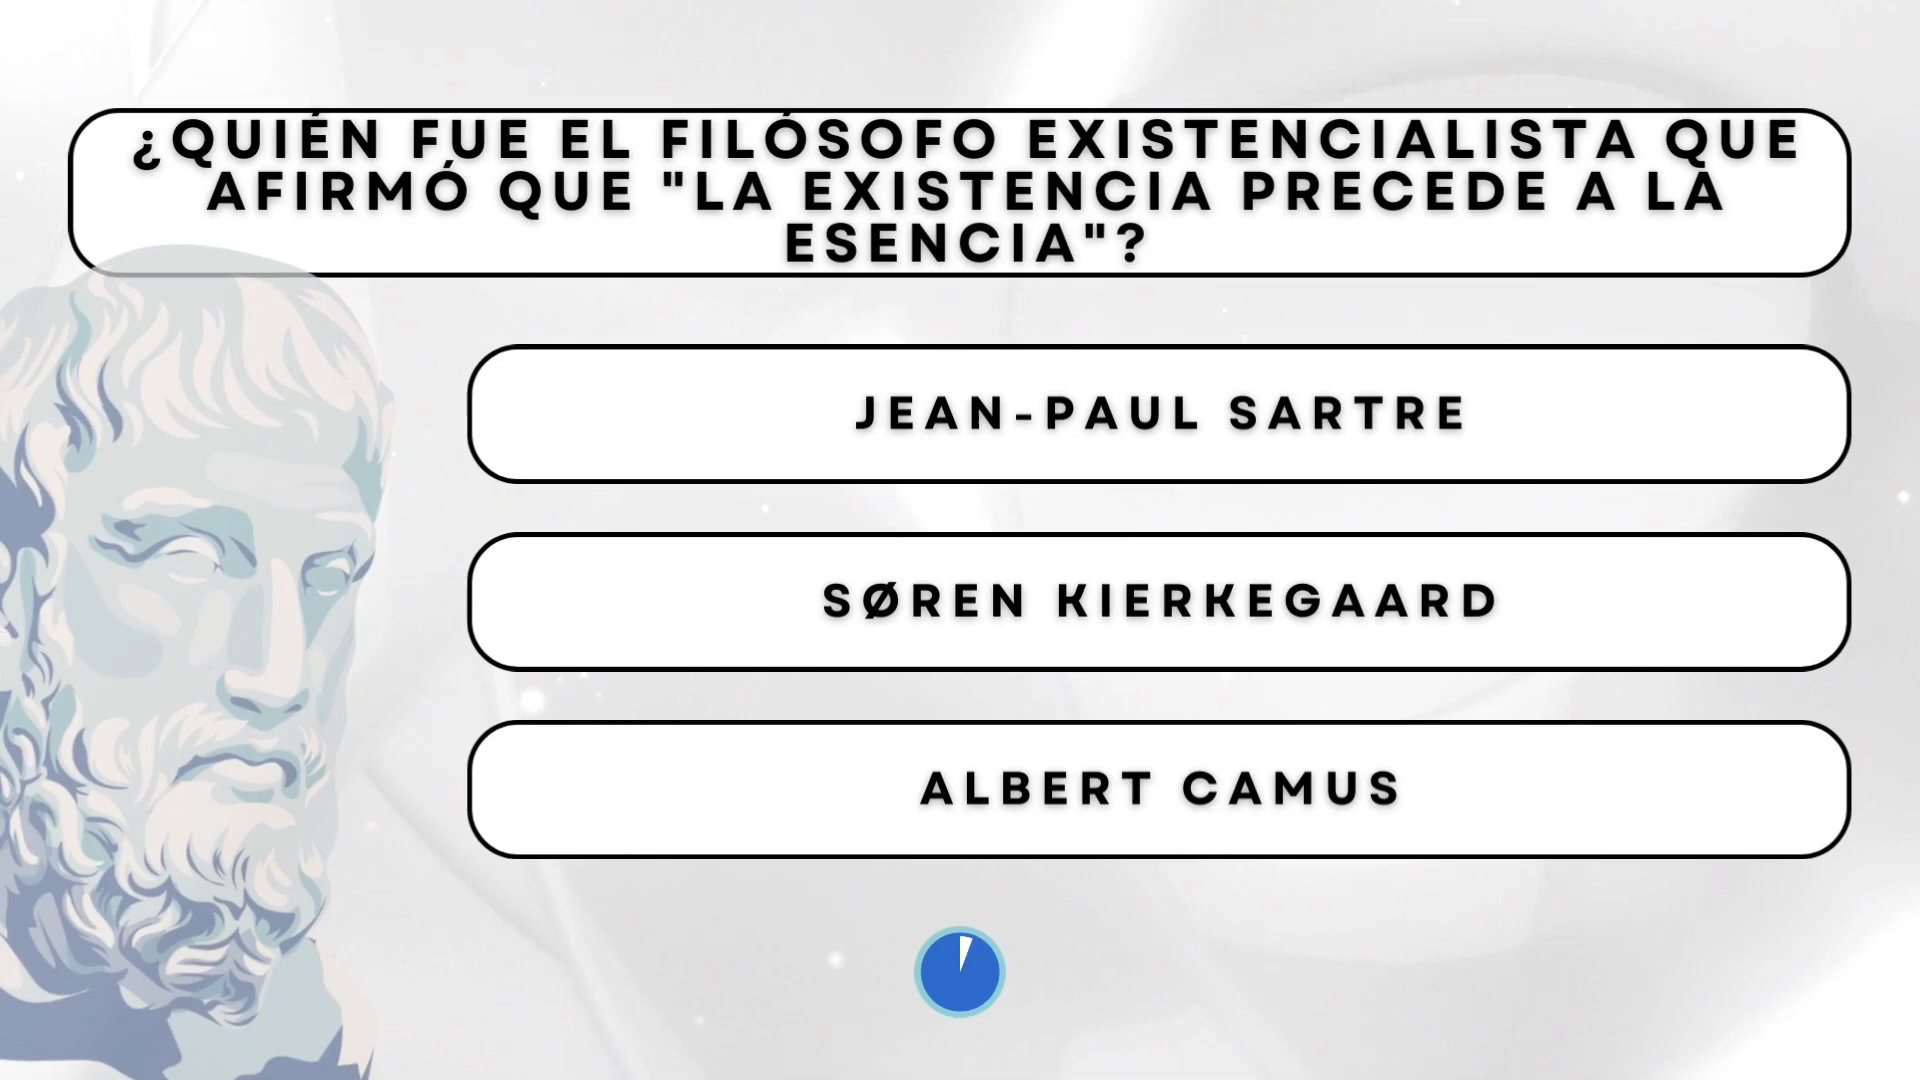 ¿QUIÉN FUE EL FILÓSOFO EXISTENCIALISTA QUE
AFIRMÓ QUE "LA EXISTENCIA PRECEDE A LA
ESENCIA"?
JEAN-PAUL SARTRE
SØREN KIERKEGAARD
ALBERT CAMUS